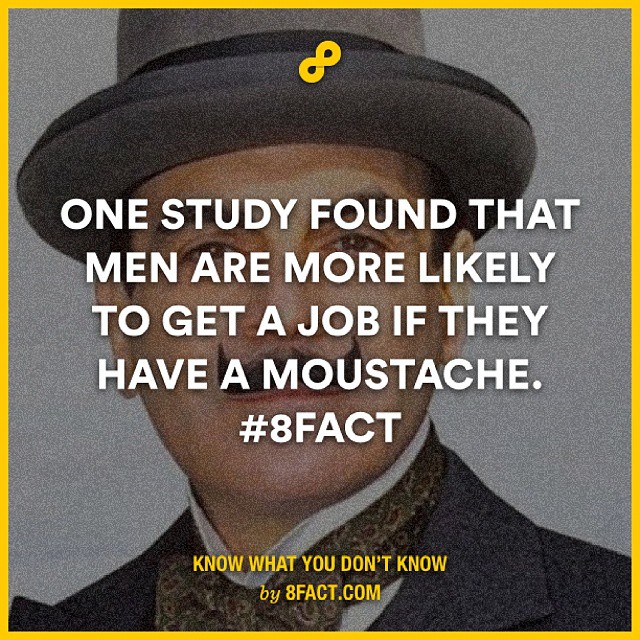 ONE STUDY FOUND THAT
MEN ARE MORE LIKELY
TO GET A JOB IF THEY
HAVE A MOUSTACHE.
#8FACT
KNOW WHAT YOU DON'T KNOW
by 8FACT.COM